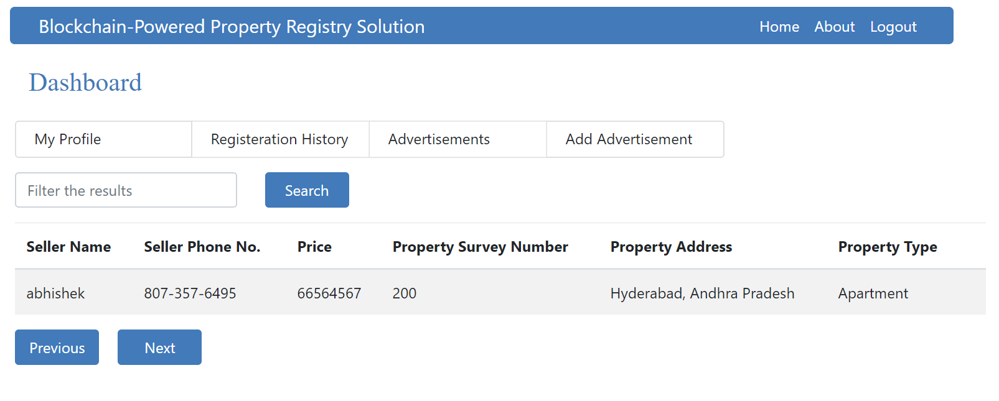 Blockchain-Powered Property Registry Solution Home About Logout
Dashboard
My Profile Registeration History Advertisements Add Advertisement
Filter the results Search
Seller Name Seller Phone No. Price Property Survey Number Property Address Property Type
abhishek 807-357-6495 66564567 200 Hyderabad, Andhra Pradesh Apartment
Previous Next